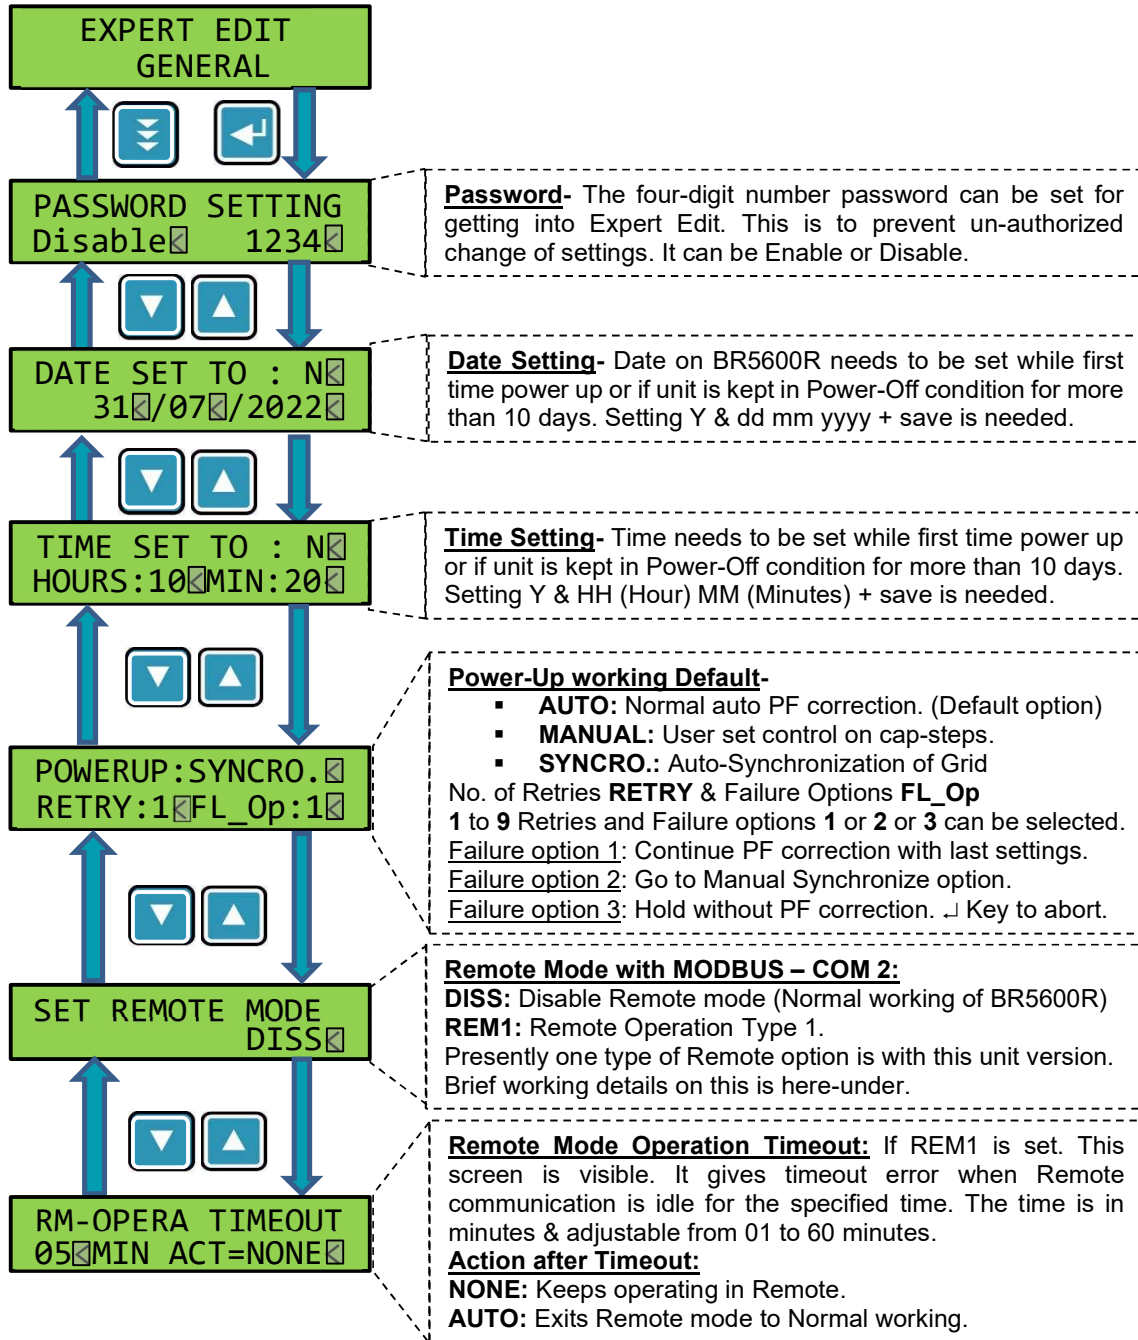 EXPERT EDIT
GENERAL
PASSWORD SETTING
Disable 1234
Password- The four-digit number password can be set for
getting into Expert Edit. This is to prevent un-authorized
change of settings. It can be Enable or Disable.
DATE SET TO : N
31/07/2022
Date Setting- Date on BR5600R needs to be set while first
time power up or if unit is kept in Power-Off condition for more
than 10 days. Setting Y & dd mm yyyy + save is needed.
TIME SET TO : N
HOURS:10 MIN:20
Time Setting- Time needs to be set while first time power up
or if unit is kept in Power-Off condition for more than 10 days.
Setting Y & HH (Hour) MM (Minutes) + save is needed.
POWERUP:SYNCRO.
RETRY:1 FL_Op:1
Power-Up working Default-
▪ AUTO: Normal auto PF correction. (Default option)
▪ MANUAL: User set control on cap-steps.
▪ SYNCRO.: Auto-Synchronization of Grid
No. of Retries RETRY & Failure Options FL_Op
1 to 9 Retries and Failure options 1 or 2 or 3 can be selected.
Failure option 1: Continue PF correction with last settings.
Failure option 2: Go to Manual Synchronize option.
Failure option 3: Hold without PF correction. ↵ Key to abort.
SET REMOTE MODE
DISS
Remote Mode with MODBUS – COM 2:
DISS: Disable Remote mode (Normal working of BR5600R)
REM1: Remote Operation Type 1.
Presently one type of Remote option is with this unit version.
Brief working details on this is here-under.
RM-OPERA TIMEOUT
05 MIN ACT=NONE
Remote Mode Operation Timeout: If REM1 is set. This
screen is visible. It gives timeout error when Remote
communication is idle for the specified time. The time is in
minutes & adjustable from 01 to 60 minutes.
Action after Timeout:
NONE: Keeps operating in Remote.
AUTO: Exits Remote mode to Normal working.